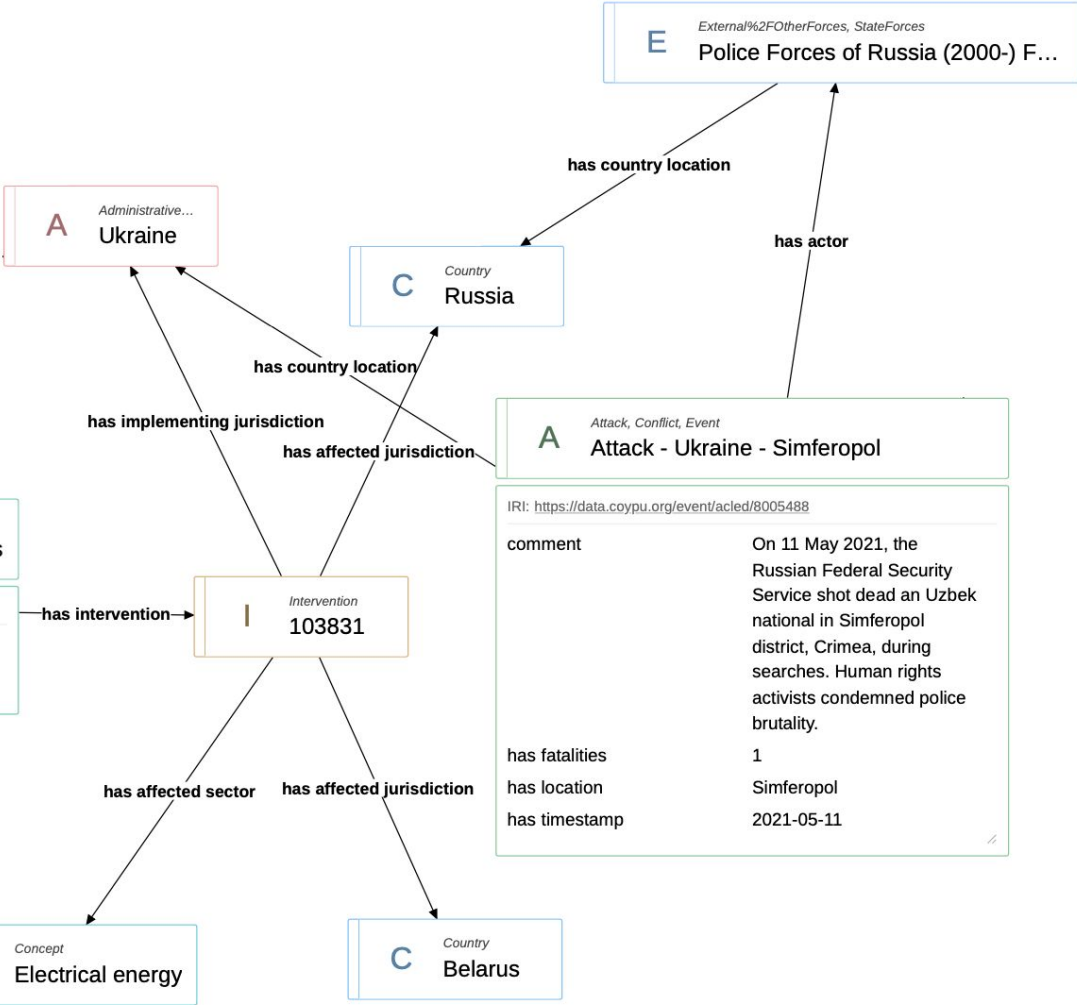 External%2FOtherForces, StateForces
E
Police Forces of Russia (2000-) F...
has country location
Administrative...
A
Ukraine
has actor
Country
C
Russia
has country location
has implementing jurisdiction
Attack, Conflict, Event
A
Attack - Ukraine - Simferopol
has affected jurisdiction
IRI: https://data.coypu.org/event/acled/8005488
comment
On 11 May 2021, the
Russian Federal Security
Service shot dead an Uzbek
national in Simferopol
district, Crimea, during
searches. Human rights
activists condemned police
brutality.
has fatalities
1
has location
Simferopol
has timestamp
2021-05-11
s
has intervention
Intervention
I
103831
has affected sector
has affected jurisdiction
Concept
Electrical energy
Country
C
Belarus